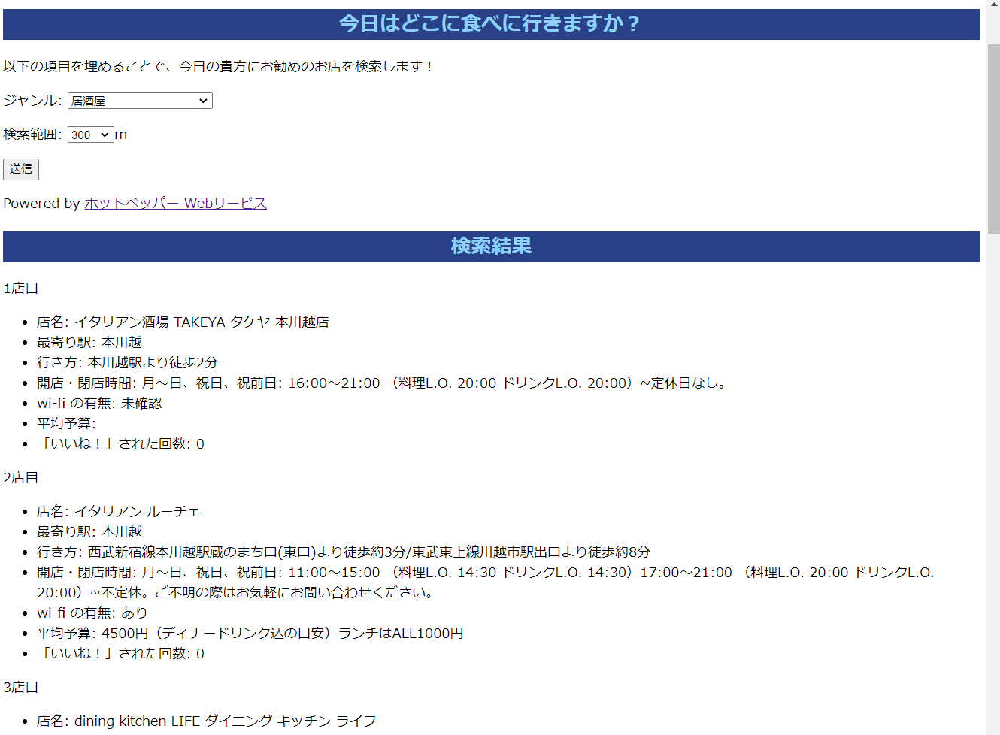 今日はどこに食べに行きますか？
以下の項目を埋めることで、今日の貴方にお勧めのお店を検索します！
ジャンル: 居酒屋
検索範囲: 300 m
送信
Powered by ホットペッパー Webサービス
検索結果
1店目
• 店名: イタリアン酒場 TAKEYA タケヤ 本川越店
• 最寄り駅: 本川越
• 行き方: 本川越駅より徒歩2分
• 開店・閉店時間: 月～日、祝日、祝前日: 16:00～21:00 （料理L.O. 20:00 ドリンクL.O. 20:00）~定休日なし。
• wi-fi の有無: 未確認
• 平均予算:
• 「いいね！」された回数: 0
2店目
• 店名: イタリアン ルーチェ
• 最寄り駅: 本川越
• 行き方: 西武新宿線本川越駅蔵のまち口(東口)より徒歩約3分/東武東上線川越市駅出口より徒歩約8分
• 開店・閉店時間: 月～日、祝日、祝前日: 11:00～15:00 （料理L.O. 14:30 ドリンクL.O. 14:30）17:00～21:00 （料理L.O. 20:00 ドリンクL.O.
20:00）~不定休。ご不明の際はお気軽にお問い合わせください。
• wi-fi の有無: あり
• 平均予算: 4500円（ディナードリンク込の目安）ランチはALL1000円
• 「いいね！」された回数: 0
3店目
• 店名: dining kitchen LIFE ダイニング キッチン ライフ